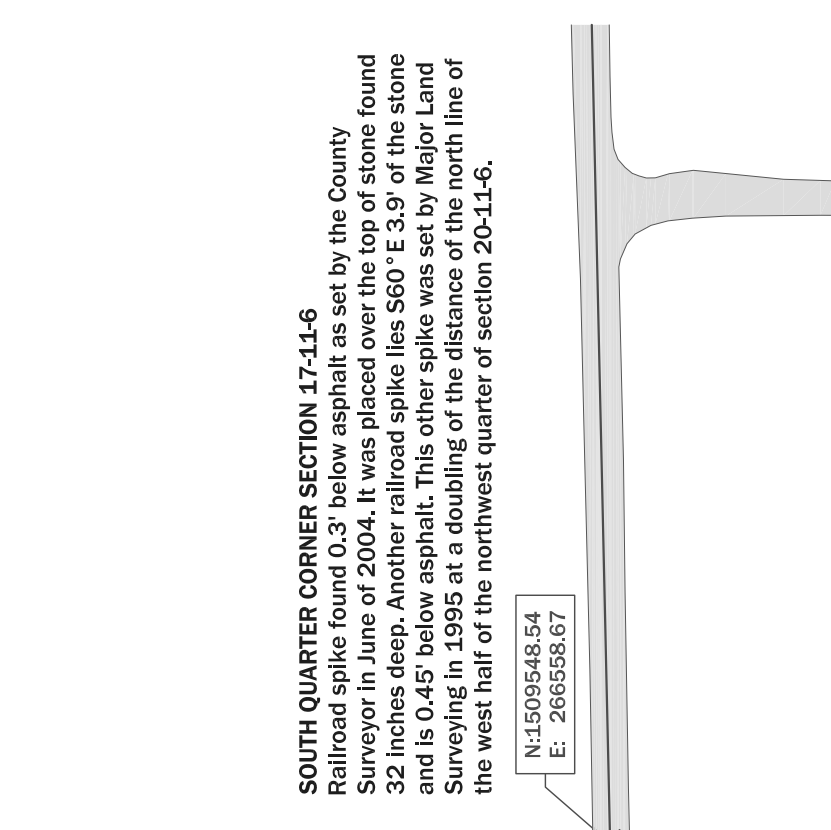 SOUTH QUARTER CORNER SECTION 17-11-6
Railroad spike found 0.3' below asphalt as set by the County
Surveyor in June of 2004. It was placed over the top of stone found
32 inches deep. Another railroad spike lies S60°E 3.9' of the stone
and is 0.45' below asphalt. This other spike was set by Major Land
Surveying in 1995 at a doubling of the distance of the north line of
the west half of the northwest quarter of section 20-11-6.
N:1509548.54
E: 266558.67